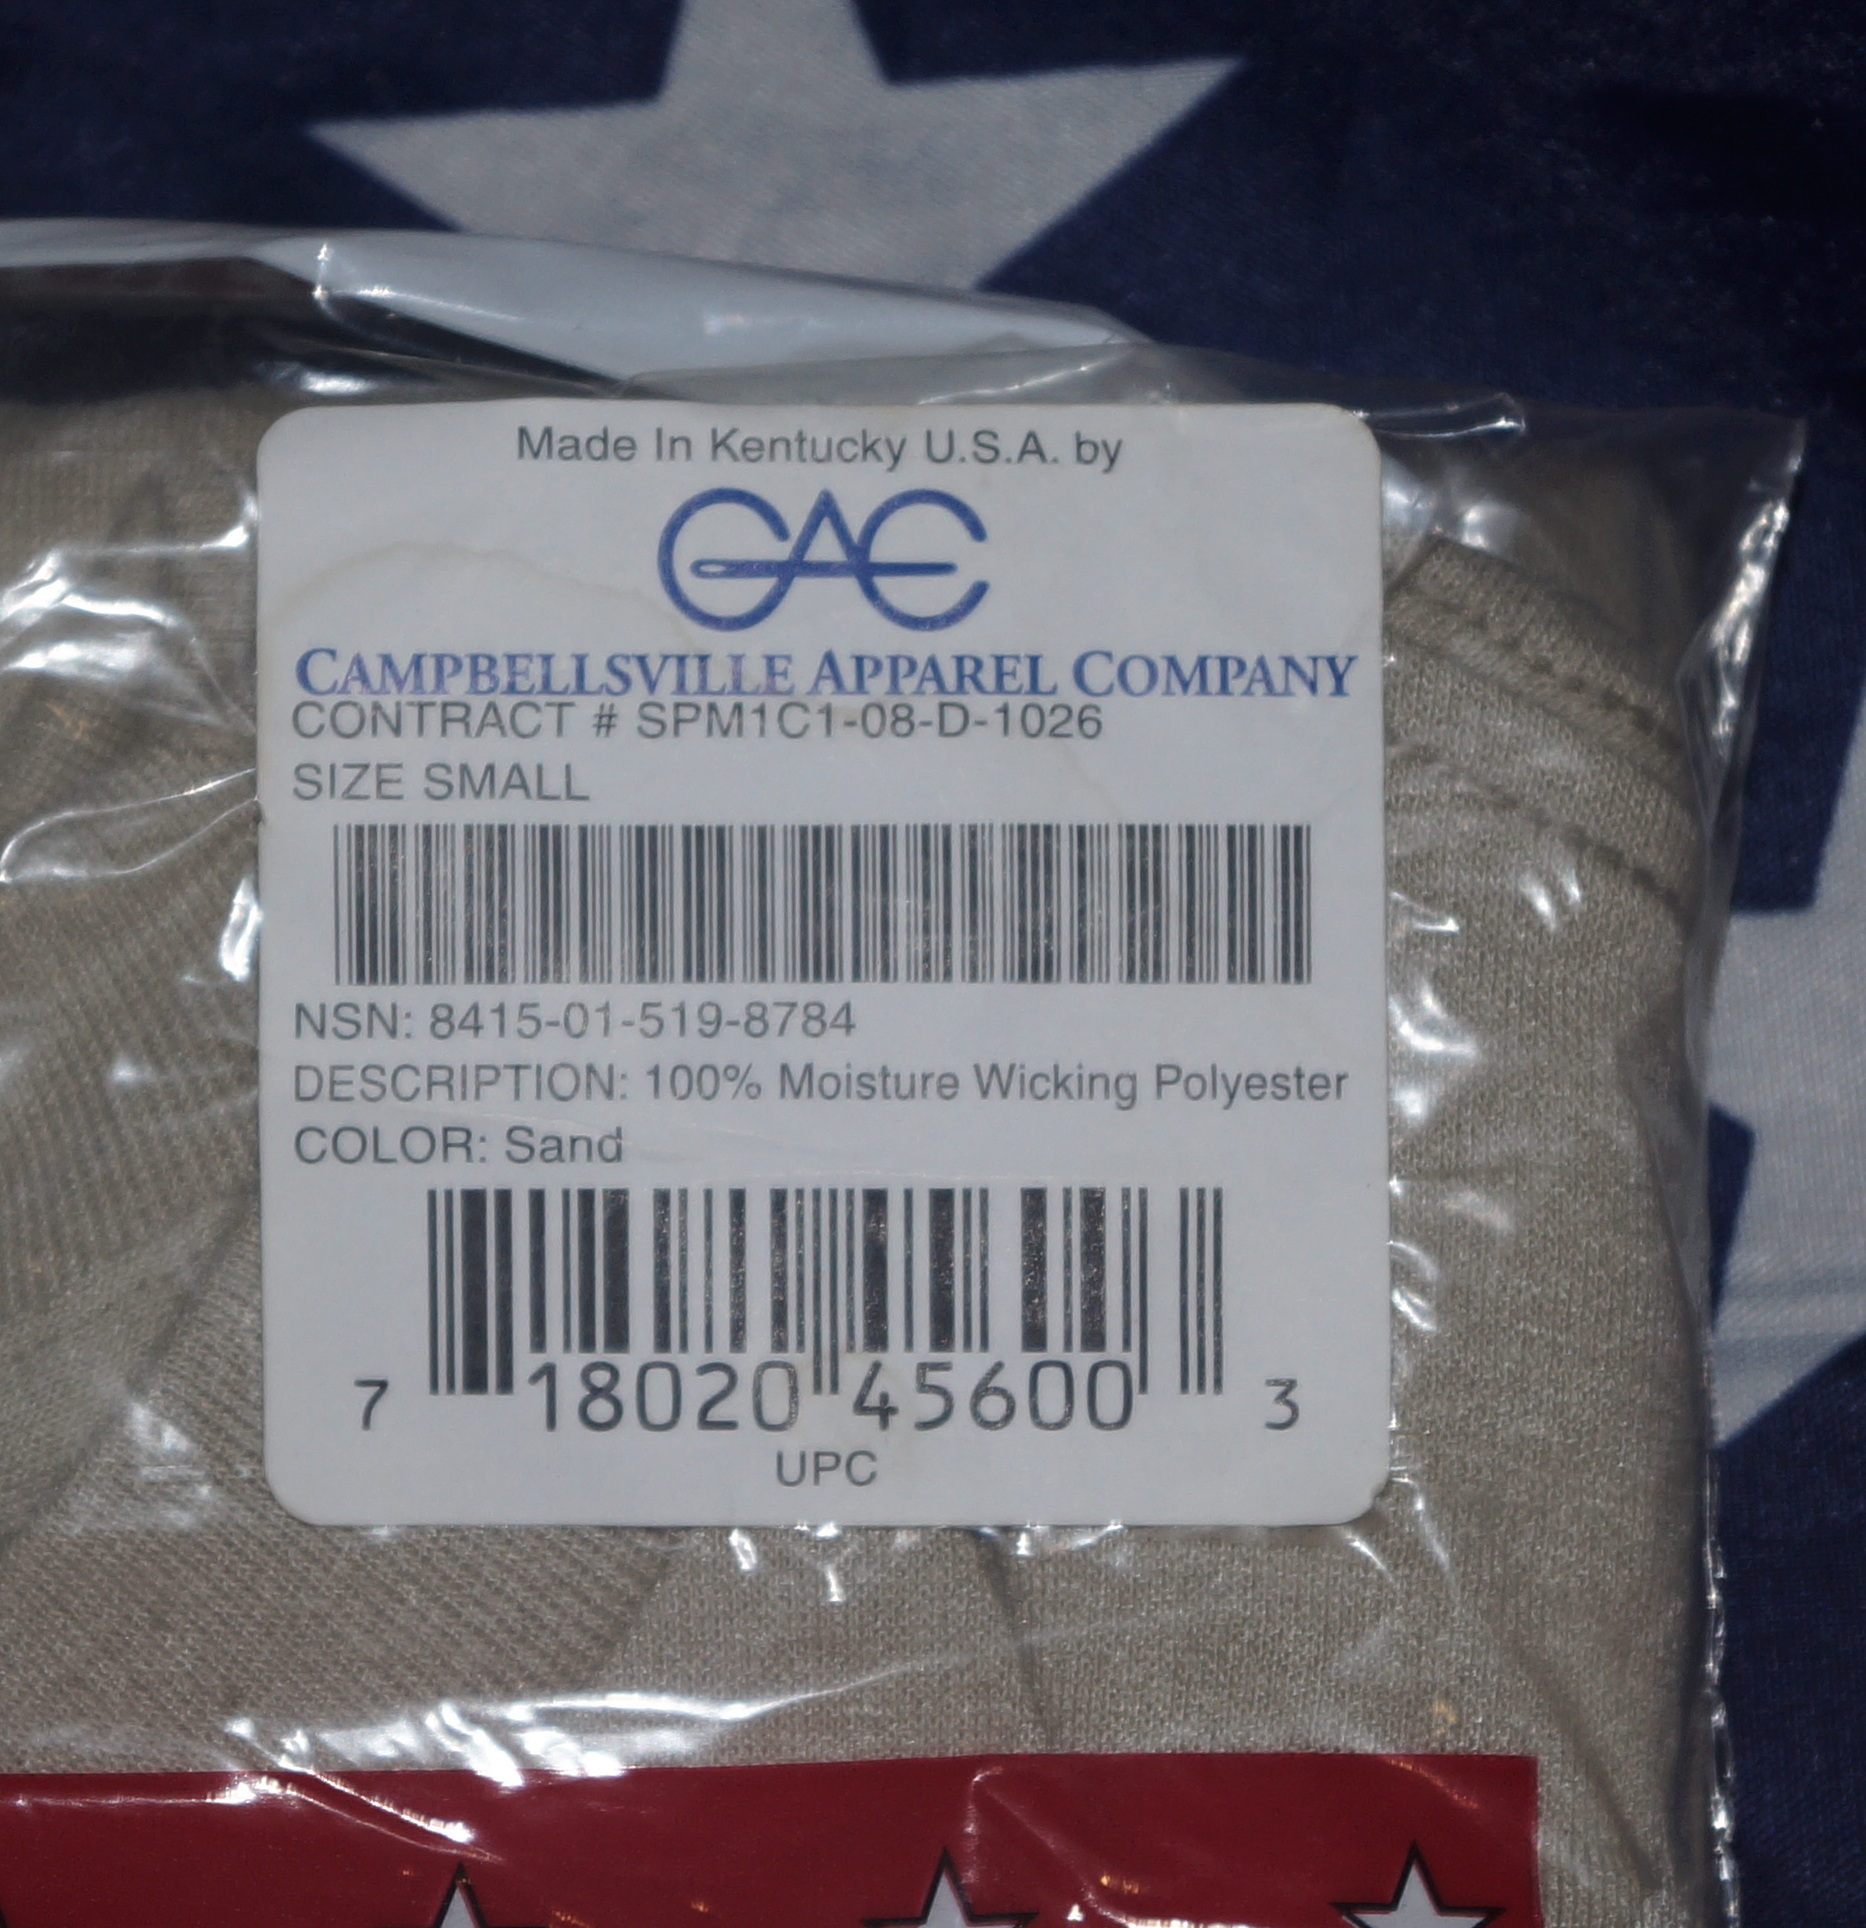 Made In Kentucky U.S.A. by
CAC
CAMPBELLSVILLE APPAREL COMPANY
CONTRACT # SPM1C1-08-D-1026
SIZE SMALL
NSN: 8415-01-519-8784
DESCRIPTION: 100% Moisture Wicking Polyester
COLOR: Sand
7 18020 45600 3
UPC